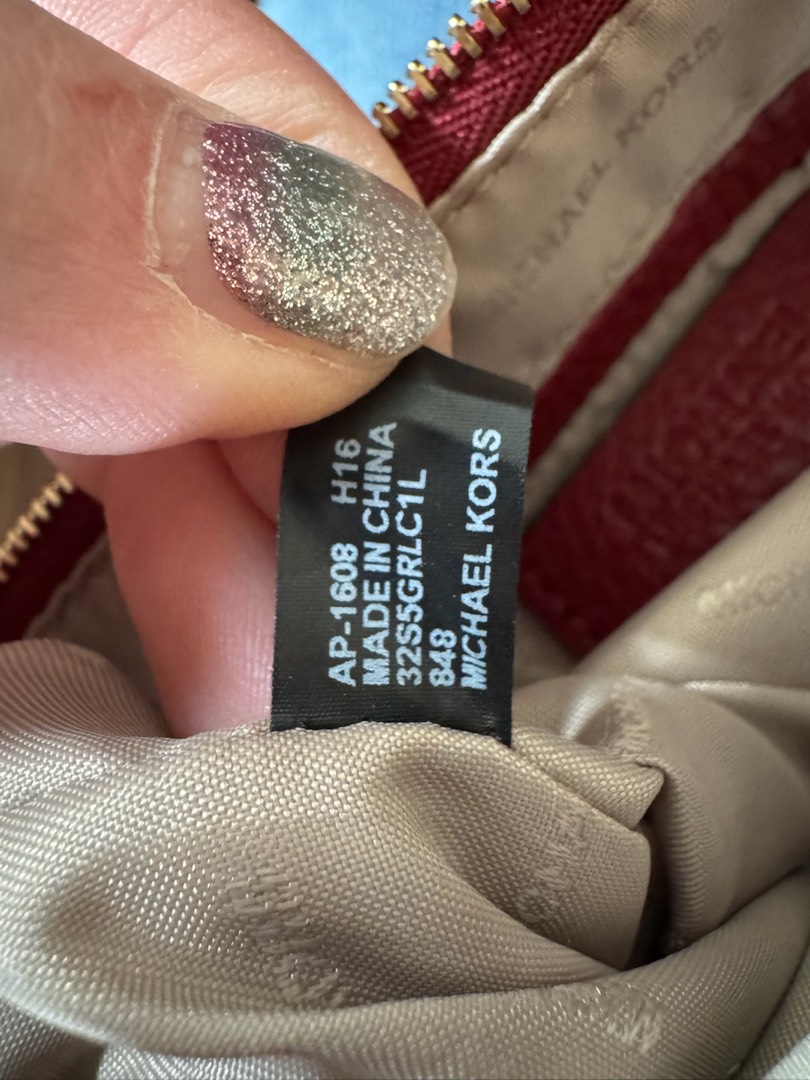 AP-1608 H16
MADE IN CHINA
32S5GRLC1L
848
MICHAEL KORS
MICHAEL KORS